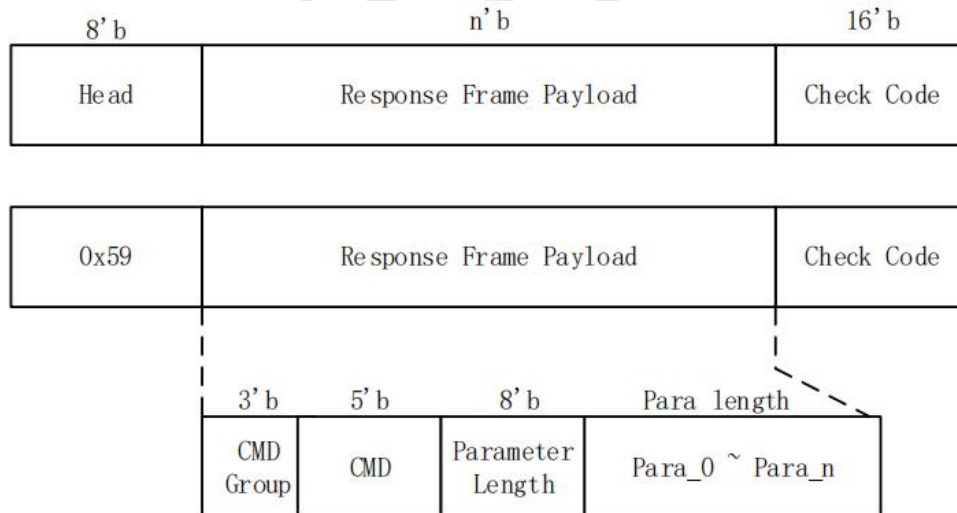 8'b n'b 16'b
Head Response Frame Payload Check Code
0x59 Response Frame Payload Check Code
3'b 5'b 8'b Para length
CMD Group CMD Parameter Length Para_0 ~ Para_n